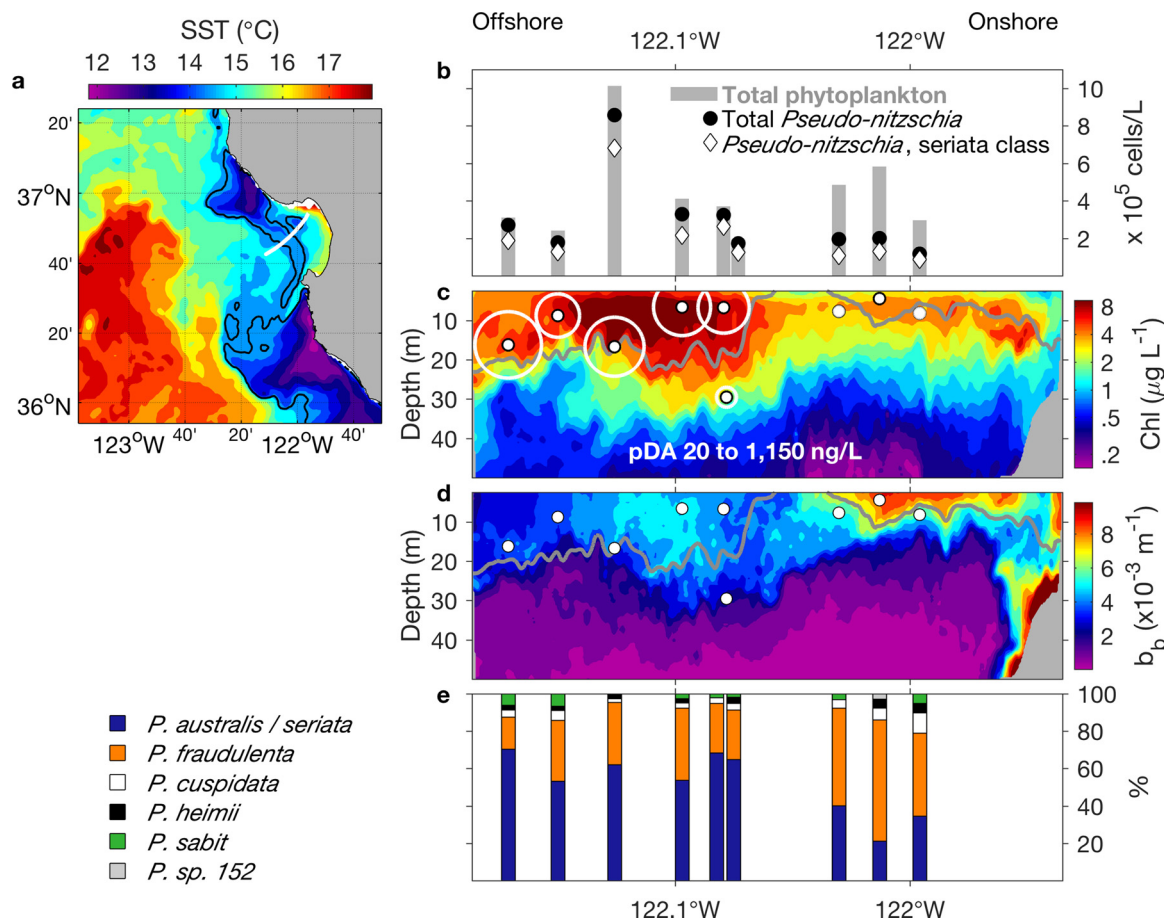 SST (°C)
12 13 14 15 16 17
a
20'
37°N
40'
20'
36°N
123°W 40' 20' 122°W 40'
Offshore Onshore
122.1°W 122°W
b
Total phytoplankton
Total Pseudo-nitzschia
Pseudo-nitzschia, seriata class
10
8
6
4
2
x 10⁵ cells/L
c
10
20
30
40
Depth (m)
pDA 20 to 1,150 ng/L
8
4
2
1
.5
.2
Chl (µg L⁻¹)
d
10
20
30
40
Depth (m)
8
6
4
2
b_b (x10⁻³ m⁻¹)
e
100
80
60
40
20
%
122.1°W 122°W
P. australis / seriata
P. fraudulenta
P. cuspidata
P. heimii
P. sabit
P. sp. 152